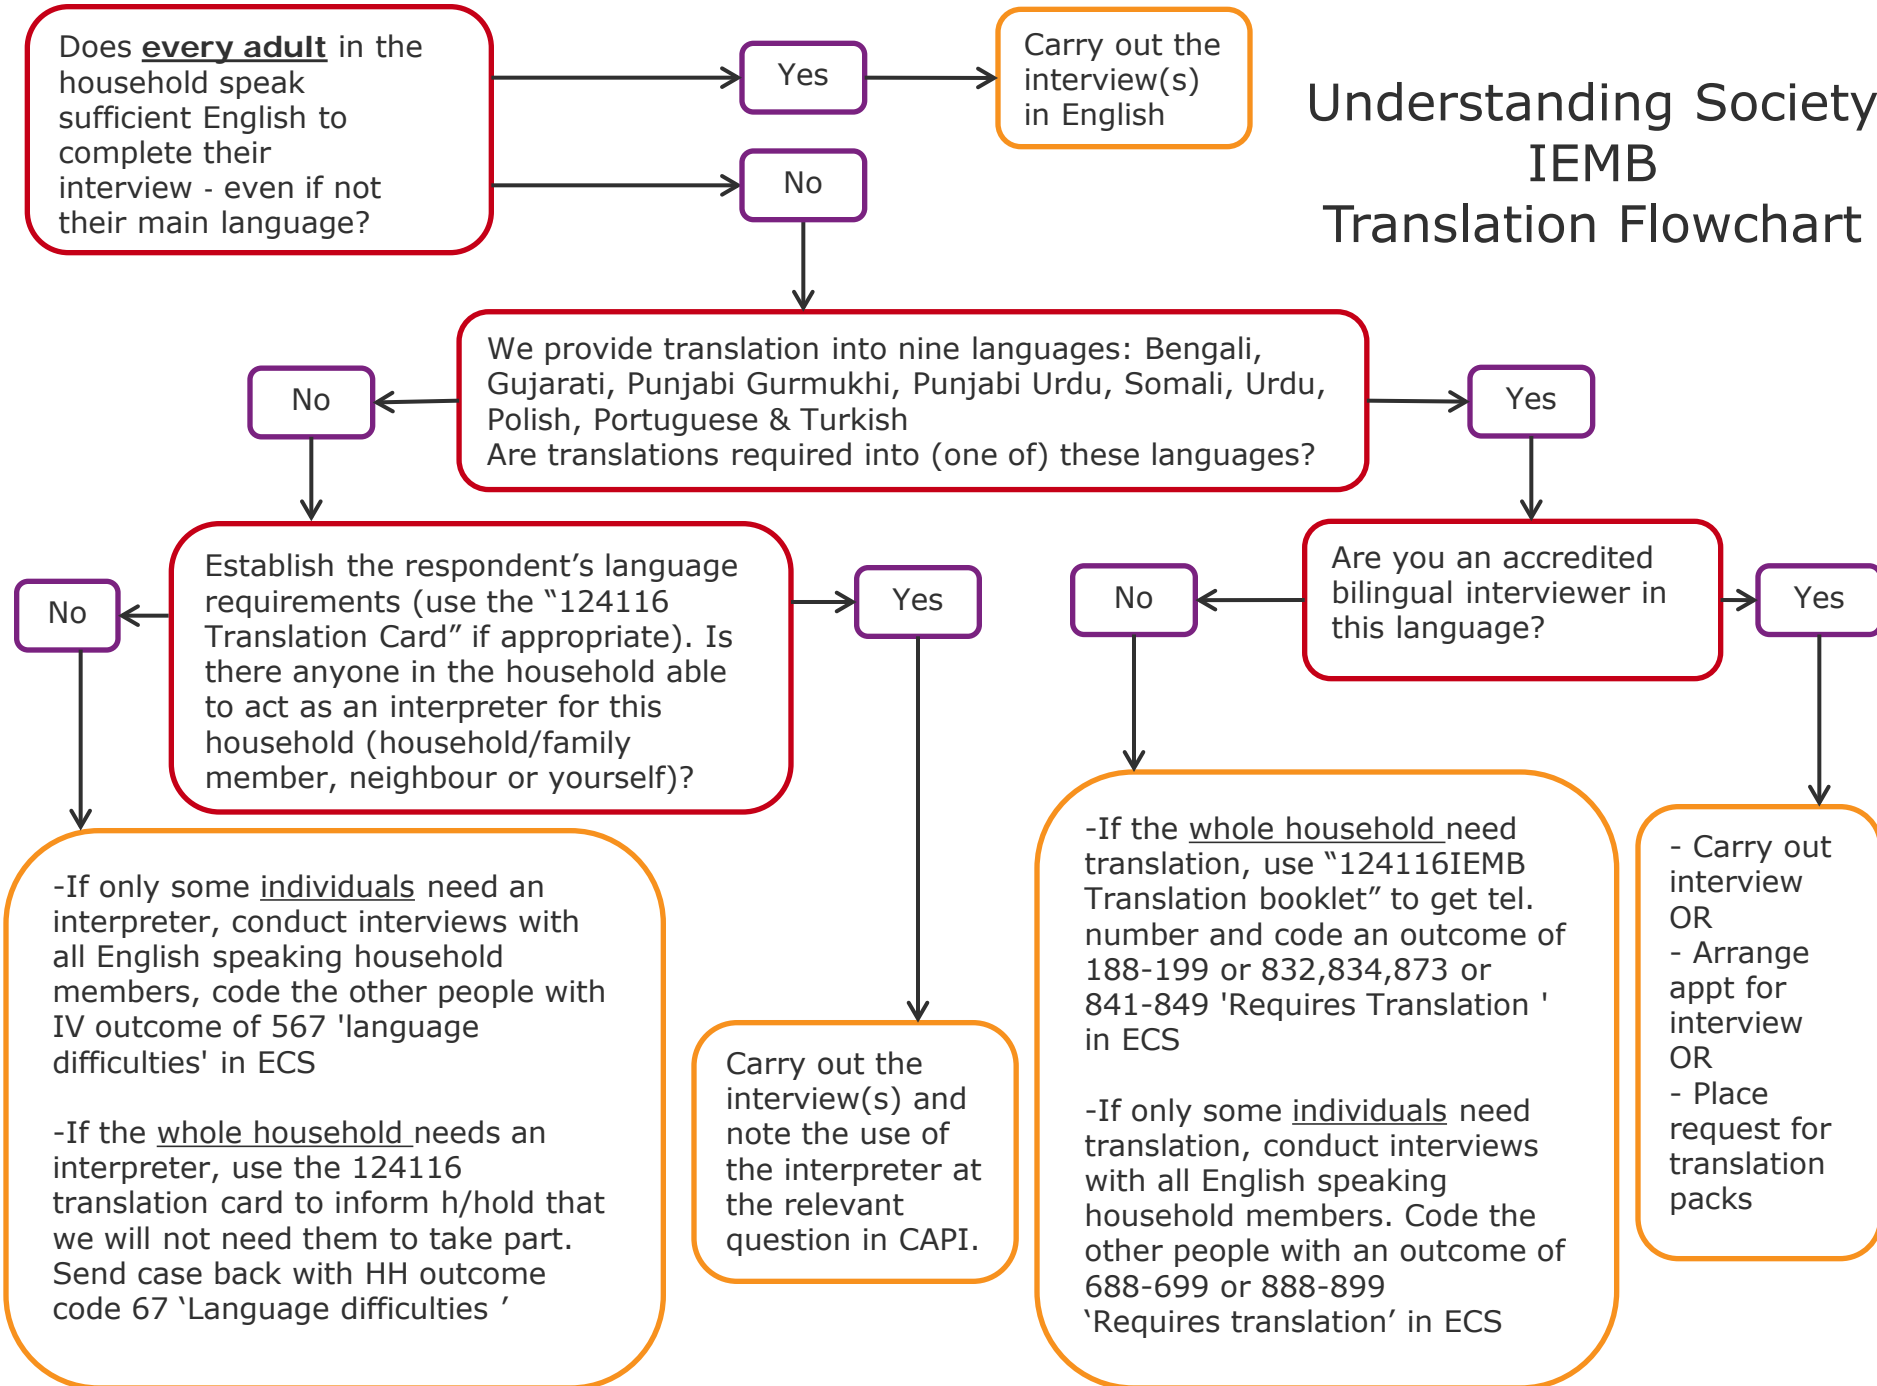 Does every adult in the
household speak
sufficient English to
complete their
interview - even if not
their main language?
Yes
Carry out the
interview(s)
in English
No
Understanding Society
IEMB
Translation Flowchart
We provide translation into nine languages: Bengali,
Gujarati, Punjabi Gurmukhi, Punjabi Urdu, Somali, Urdu,
Polish, Portuguese & Turkish
Are translations required into (one of) these languages?
No
Yes
Establish the respondent’s language
requirements (use the “124116
Translation Card” if appropriate). Is
there anyone in the household able
to act as an interpreter for this
household (household/family
member, neighbour or yourself)?
No
Yes
Are you an accredited
bilingual interviewer in
this language?
No
Yes
-If only some individuals need an
interpreter, conduct interviews with
all English speaking household
members, code the other people with
IV outcome of 567 'language
difficulties' in ECS
-If the whole household needs an
interpreter, use the 124116
translation card to inform h/hold that
we will not need them to take part.
Send case back with HH outcome
code 67 ‘Language difficulties ’
Carry out the
interview(s) and
note the use of
the interpreter at
the relevant
question in CAPI.
-If the whole household need
translation, use “124116IEMB
Translation booklet” to get tel.
number and code an outcome of
188-199 or 832,834,873 or
841-849 'Requires Translation '
in ECS
-If only some individuals need
translation, conduct interviews
with all English speaking
household members. Code the
other people with an outcome of
688-699 or 888-899
‘Requires translation’ in ECS
- Carry out
interview
OR
- Arrange
appt for
interview
OR
- Place
request for
translation
packs